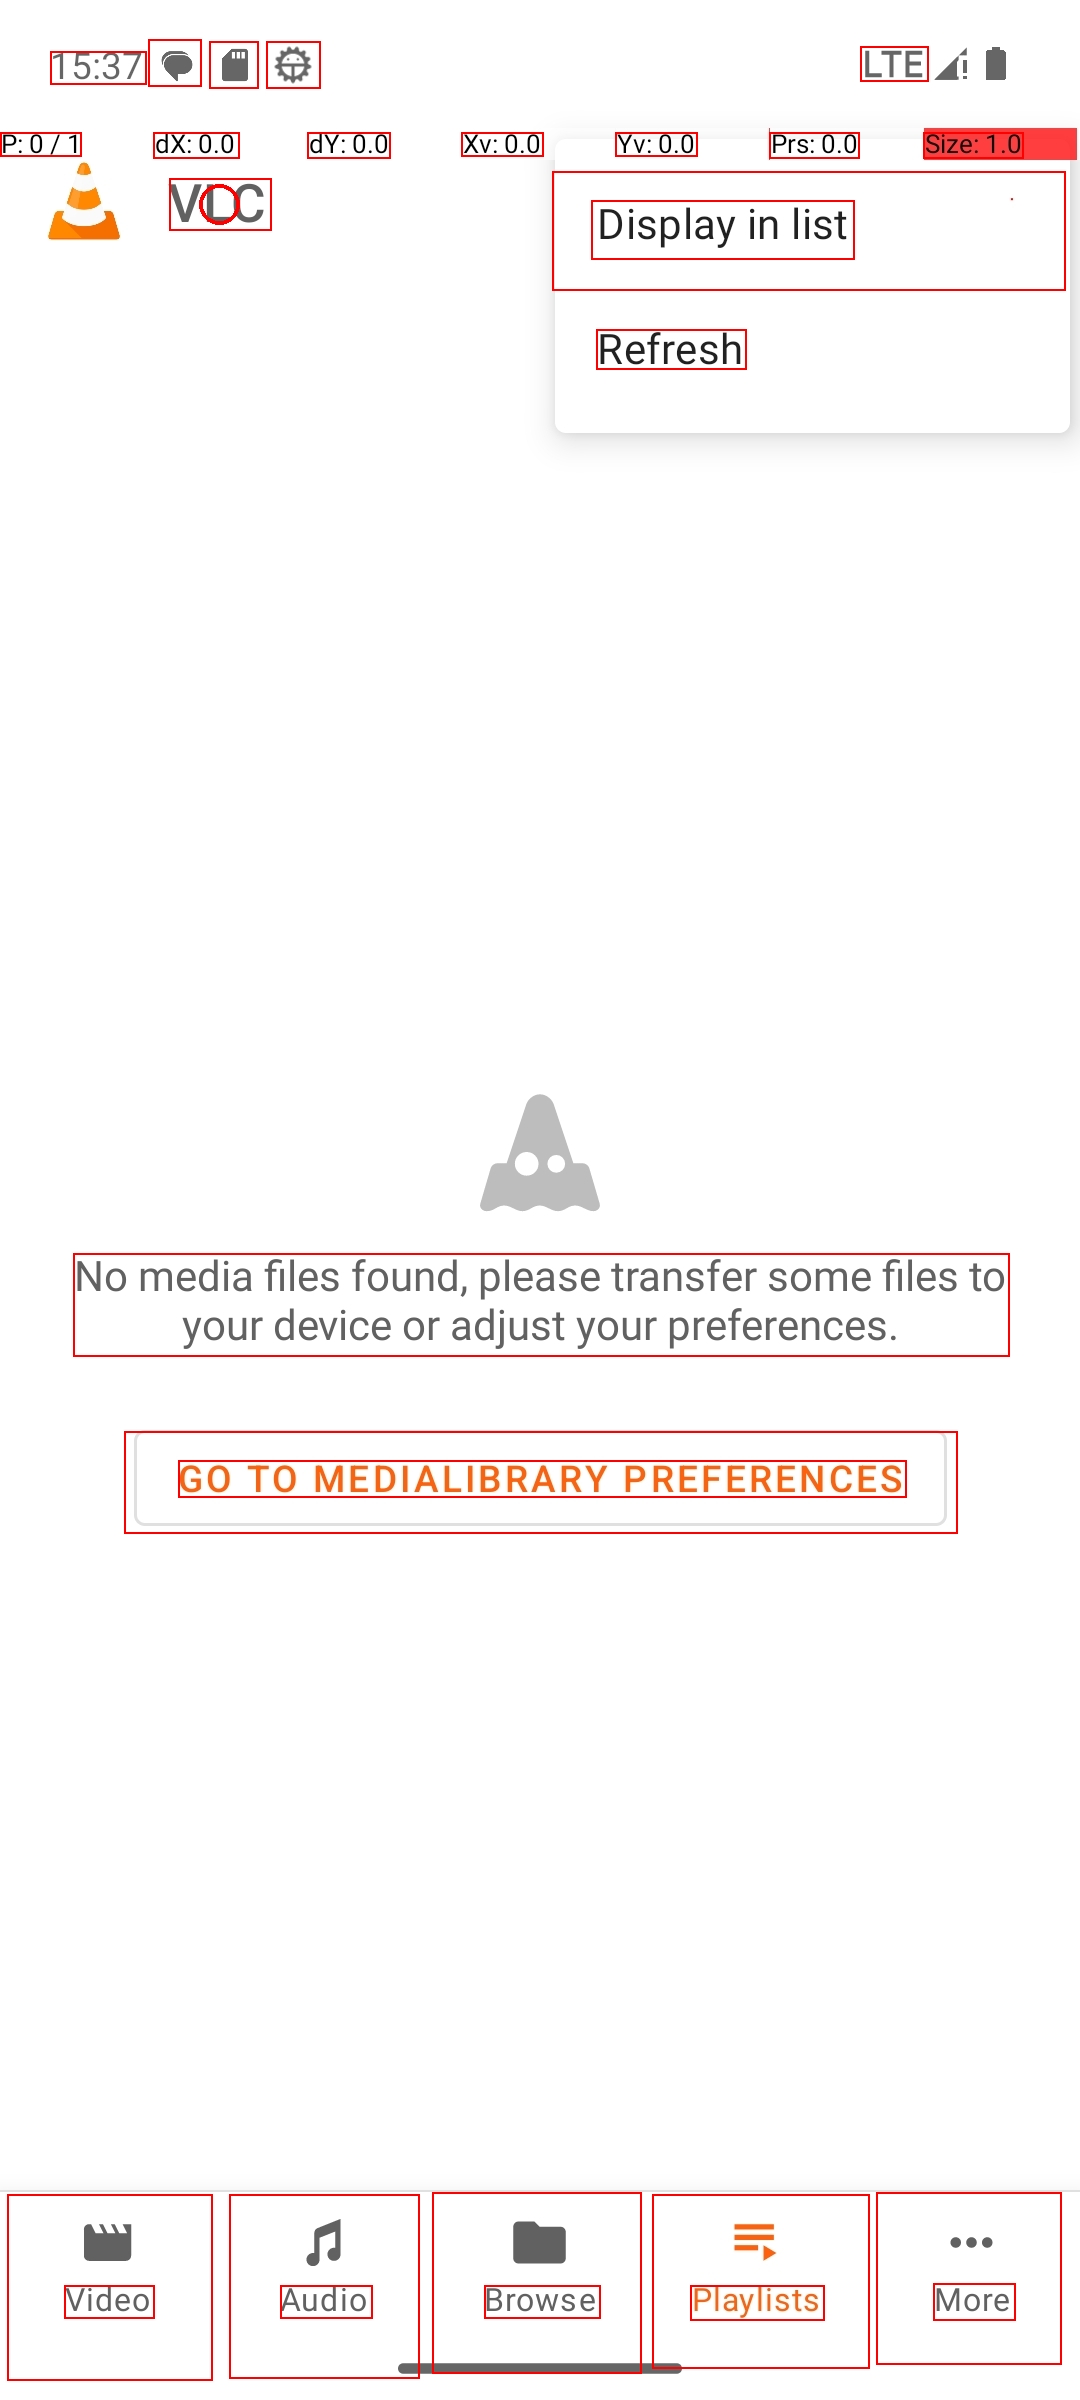 15:37 LTE
P: 0 / 1 dX: 0.0 dY: 0.0 Xv: 0.0 Yv: 0.0 Prs: 0.0 Size: 1.0
VLC
Display in list
Refresh
No media files found, please transfer some files to
your device or adjust your preferences.
GO TO MEDIALIBRARY PREFERENCES
Video Audio Browse Playlists More